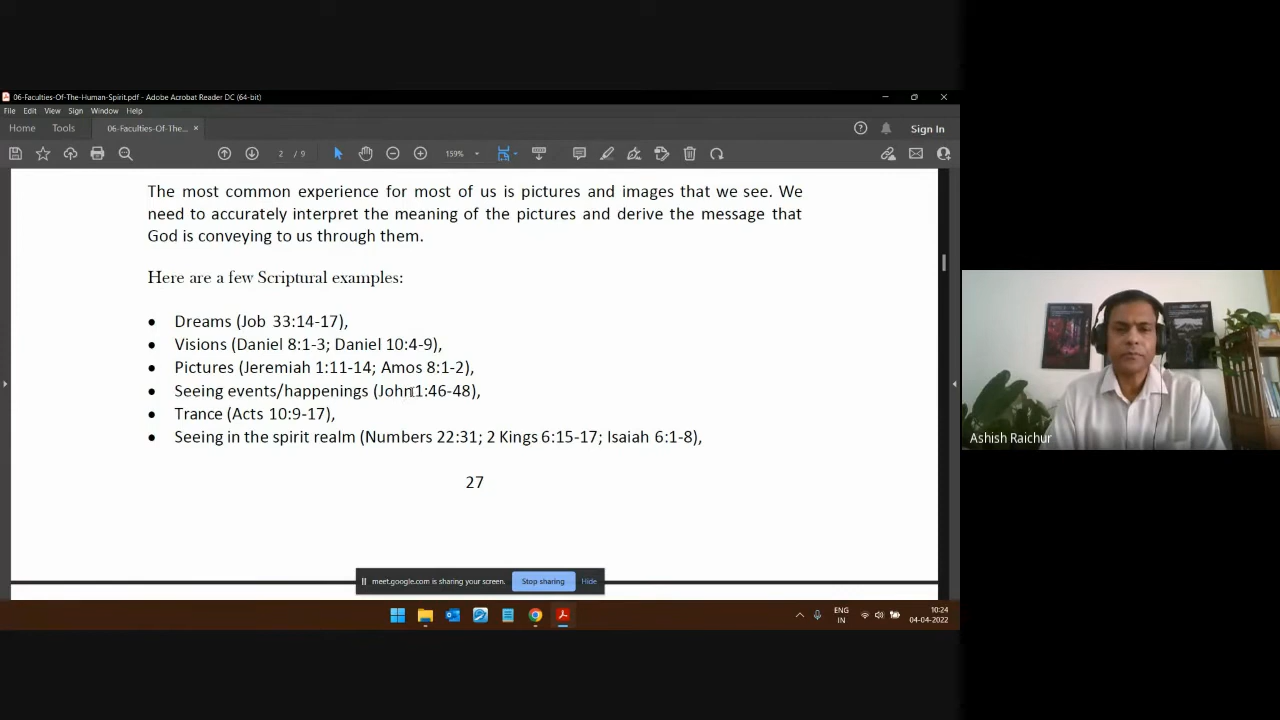 06-Faculties-Of-The-Human-Spirit.pdf - Adobe Acrobat Reader DC (64-bit)
File Edit View Sign Window Help
Home Tools 06-Faculties-Of-The... × Sign In
2 / 9 159%
The most common experience for most of us is pictures and images that we see. We
need to accurately interpret the meaning of the pictures and derive the message that
God is conveying to us through them.
Here are a few Scriptural examples:
• Dreams (Job 33:14-17),
• Visions (Daniel 8:1-3; Daniel 10:4-9),
• Pictures (Jeremiah 1:11-14; Amos 8:1-2),
• Seeing events/happenings (John 1:46-48),
• Trance (Acts 10:9-17),
• Seeing in the spirit realm (Numbers 22:31; 2 Kings 6:15-17; Isaiah 6:1-8),
27
Ashish Raichur
meet.google.com is sharing your screen. Stop sharing Hide
ENG
IN
10:24
04-04-2022